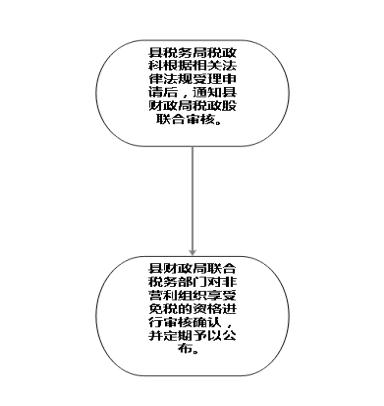 县税务局税政
科根据相关法
律法规受理申
请后，通知县
财政局税政股
联合审核。
县财政局联合
税务部门对非
营利组织享受
免税的资格进
行审核确认，
并定期予以公
布。